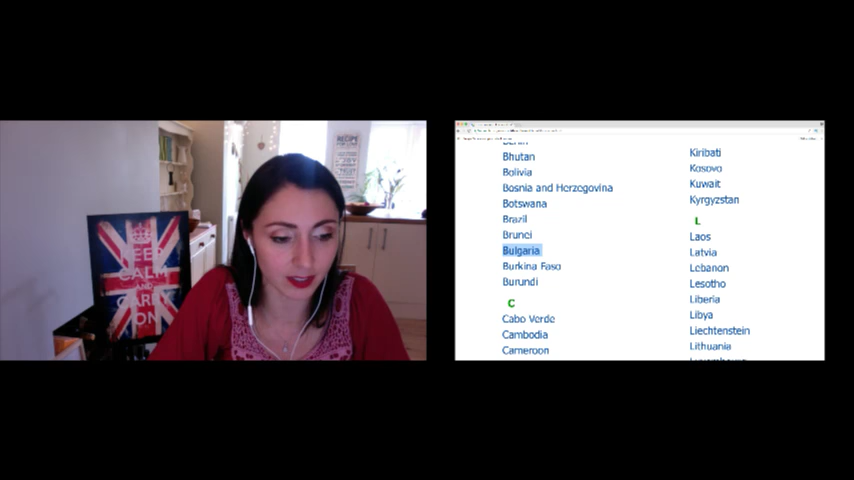 KEEP
CALM
AND
CARRY
ON
RECIPE
Bhutan
Bolivia
Bosnia and Herzegovina
Botswana
Brazil
Brunei
Bulgaria
Burkina Faso
Burundi
C
Cabo Verde
Cambodia
Cameroon
Kiribati
Kosovo
Kuwait
Kyrgyzstan
L
Laos
Latvia
Lebanon
Lesotho
Liberia
Libya
Liechtenstein
Lithuania